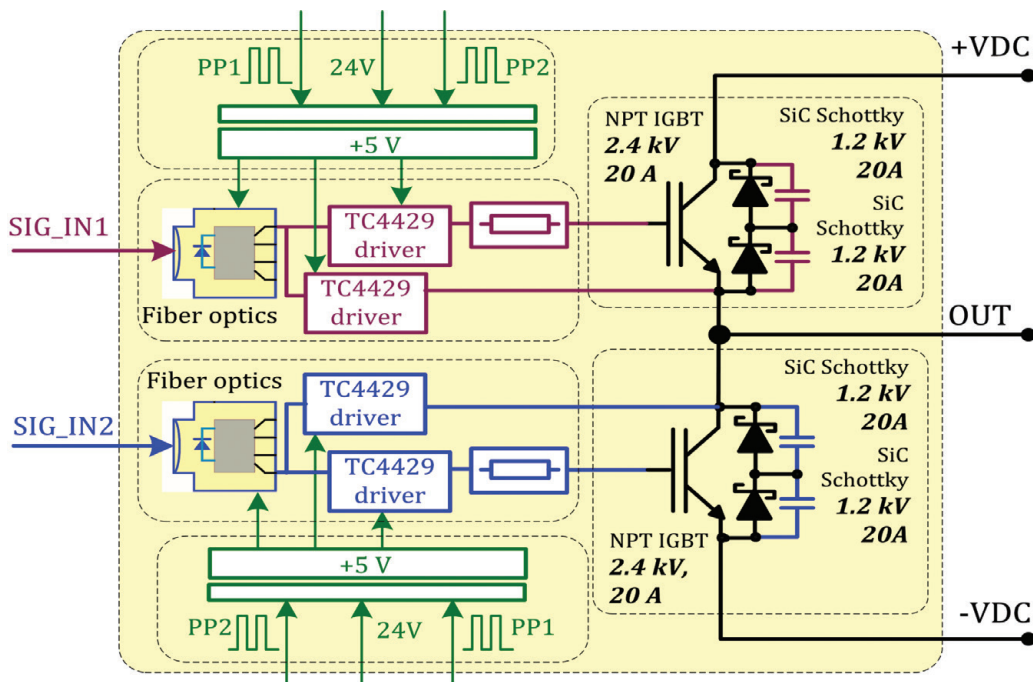 PP1
24V
PP2
+5 V
+VDC
NPT IGBT
2.4 kV
20 A
SiC Schottky
1.2 kV
20A
SiC
Schottky
1.2 kV
20A
SIG_IN1
TC4429
driver
TC4429
driver
Fiber optics
OUT
Fiber optics
SIG_IN2
TC4429
driver
TC4429
driver
SiC Schottky
1.2 kV
20A
SiC
Schottky
1.2 kV
20A
NPT IGBT
2.4 kV,
20 A
+5 V
PP2
24V
PP1
-VDC